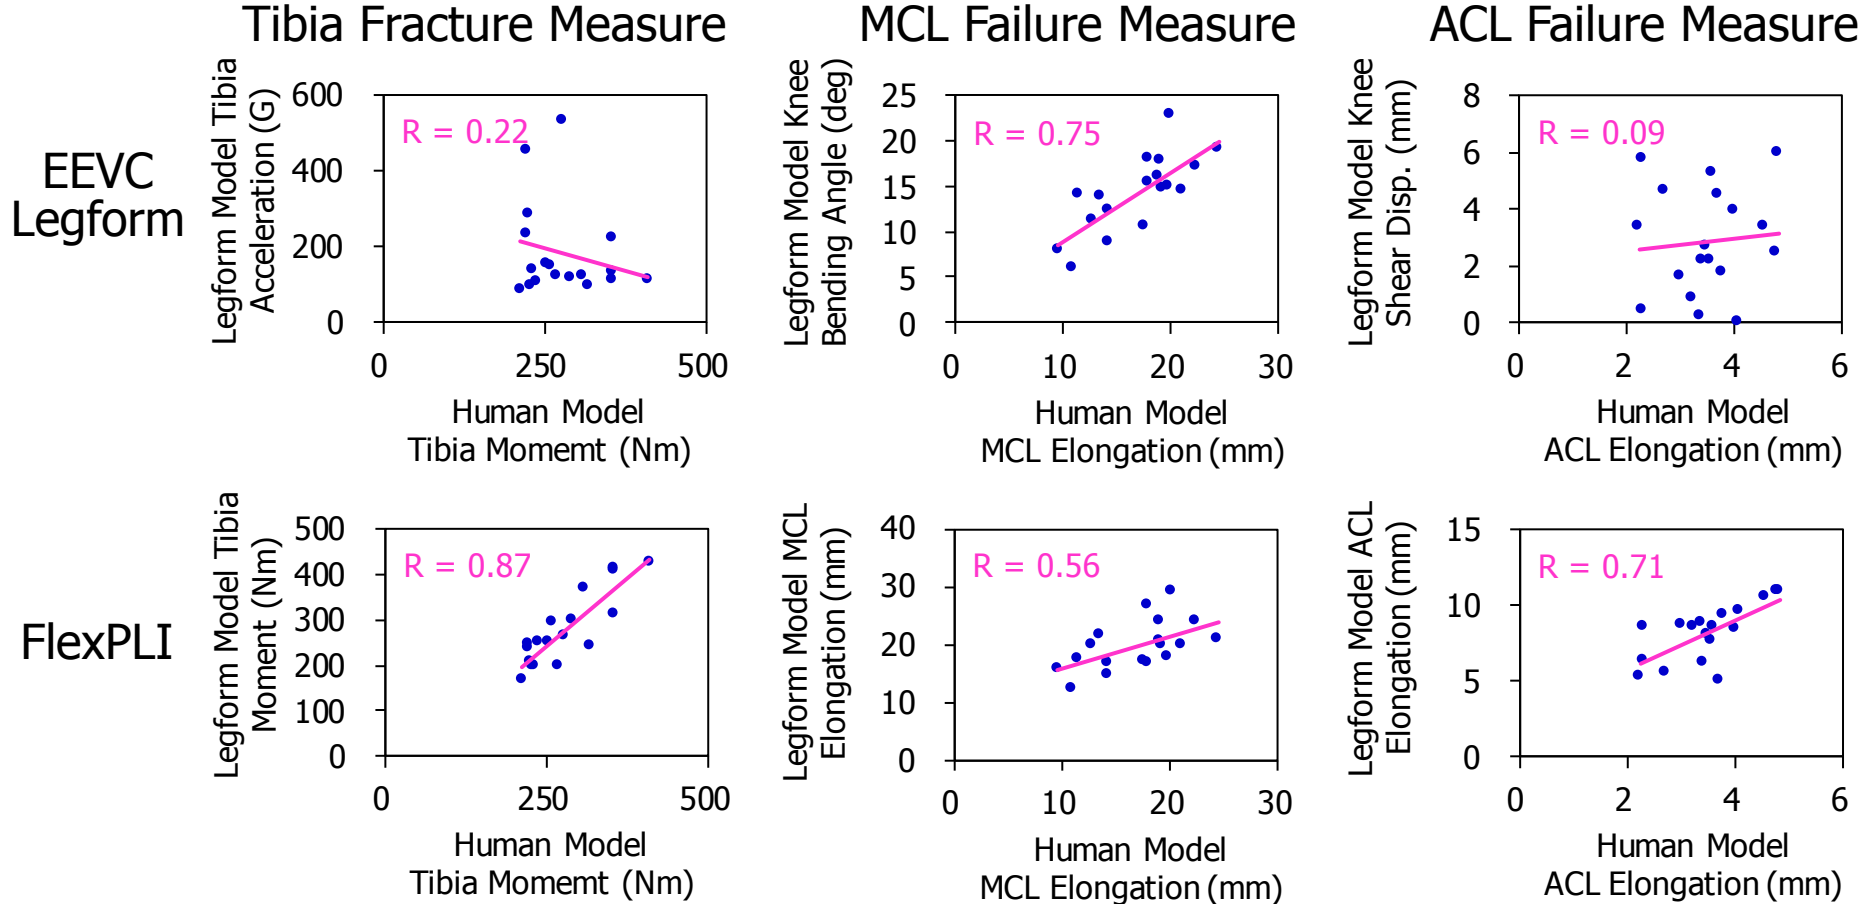 Tibia Fracture Measure
MCL Failure Measure
ACL Failure Measure
EEVC
Legform
Legform Model Tibia
Acceleration (G)
600
400
200
0
R = 0.22
0
250
500
Human Model
Tibia Momemt (Nm)
Legform Model Knee
Bending Angle (deg)
25
20
15
10
5
0
R = 0.75
0
10
20
30
Human Model
MCL Elongation (mm)
Legform Model Knee
Shear Disp. (mm)
8
6
4
2
0
R = 0.09
0
2
4
6
Human Model
ACL Elongation (mm)
FlexPLI
Legform Model Tibia
Moment (Nm)
500
400
300
200
100
0
R = 0.87
0
250
500
Human Model
Tibia Momemt (Nm)
Legform Model MCL
Elongation (mm)
40
30
20
10
0
R = 0.56
0
10
20
30
Human Model
MCL Elongation (mm)
Legform Model ACL
Elongation (mm)
15
10
5
0
R = 0.71
0
2
4
6
Human Model
ACL Elongation (mm)